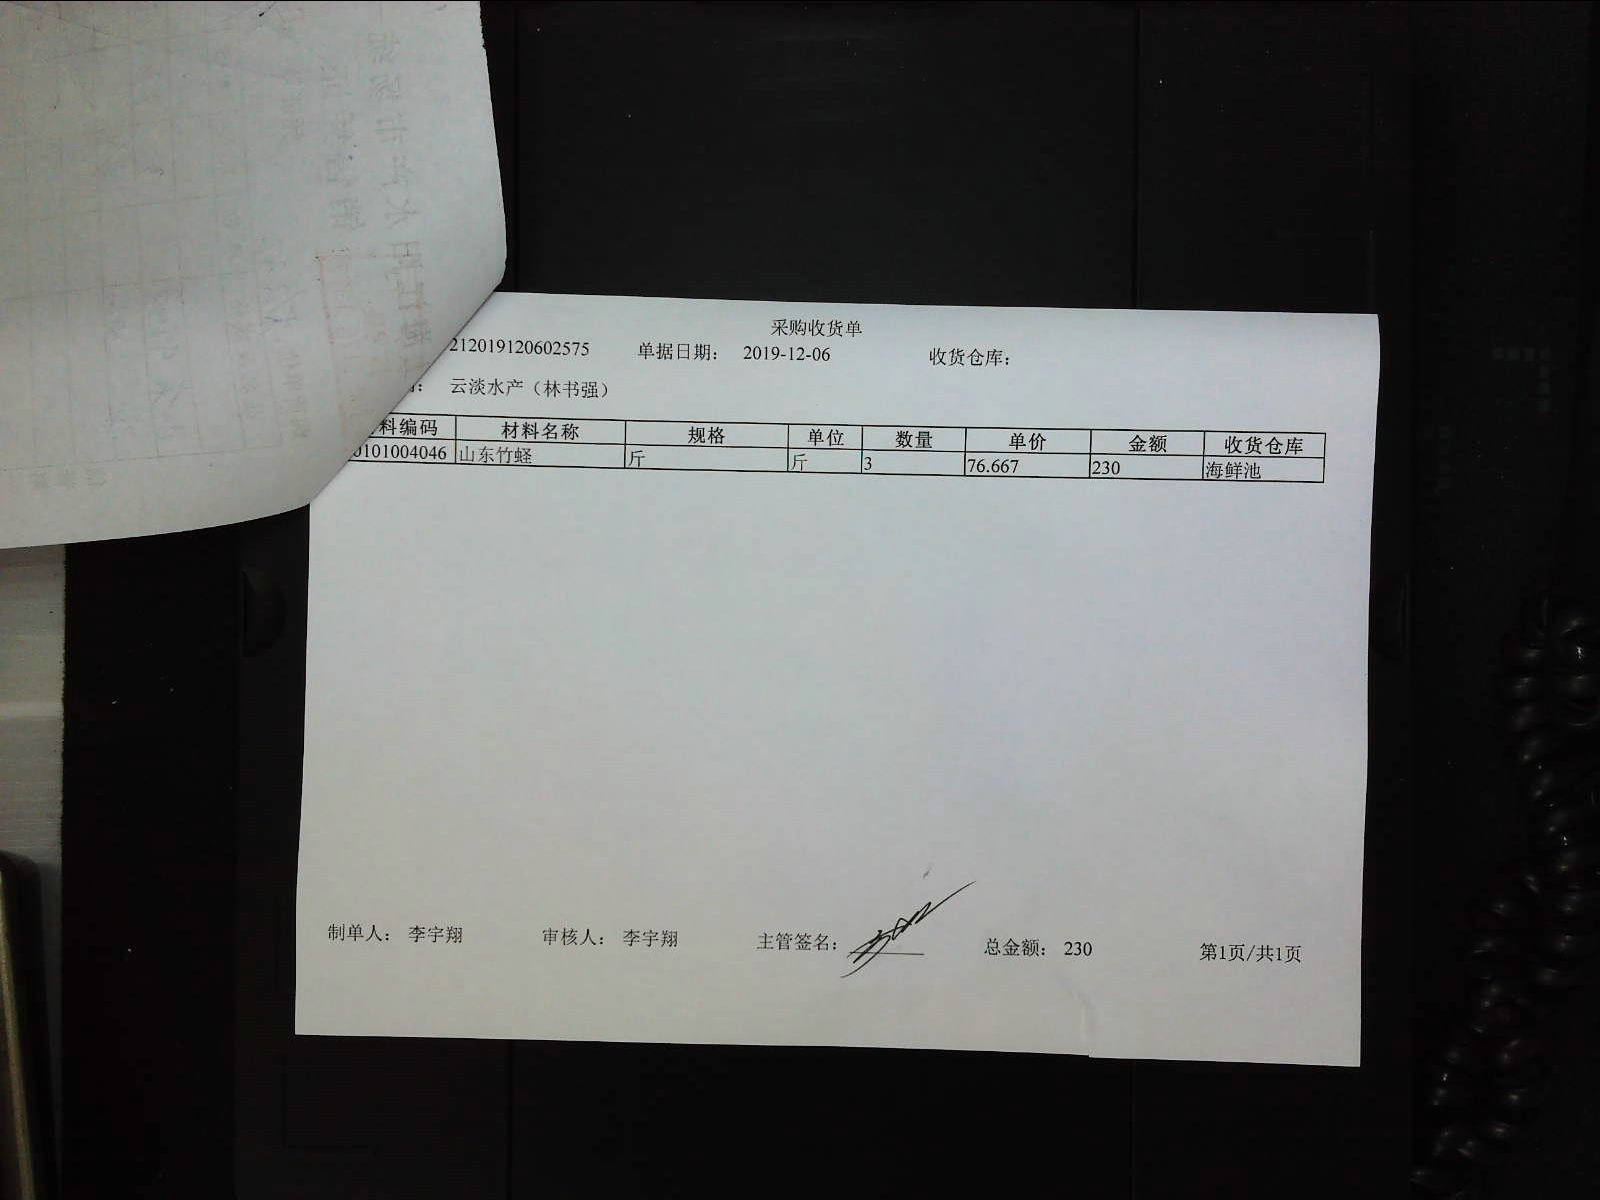 采购收货单
212019120602575 单据日期: 2019-12-06 收货仓库:
云淡水产(林书强)
料编码 材料名称 规格 单位 数量 单价 金额 收货仓库
0101004046 山东竹蛏 斤 斤 3 76.667 230 海鲜池
制单人: 李宇翔 审核人: 李宇翔 主管签名: 总金额: 230 第1页/共1页